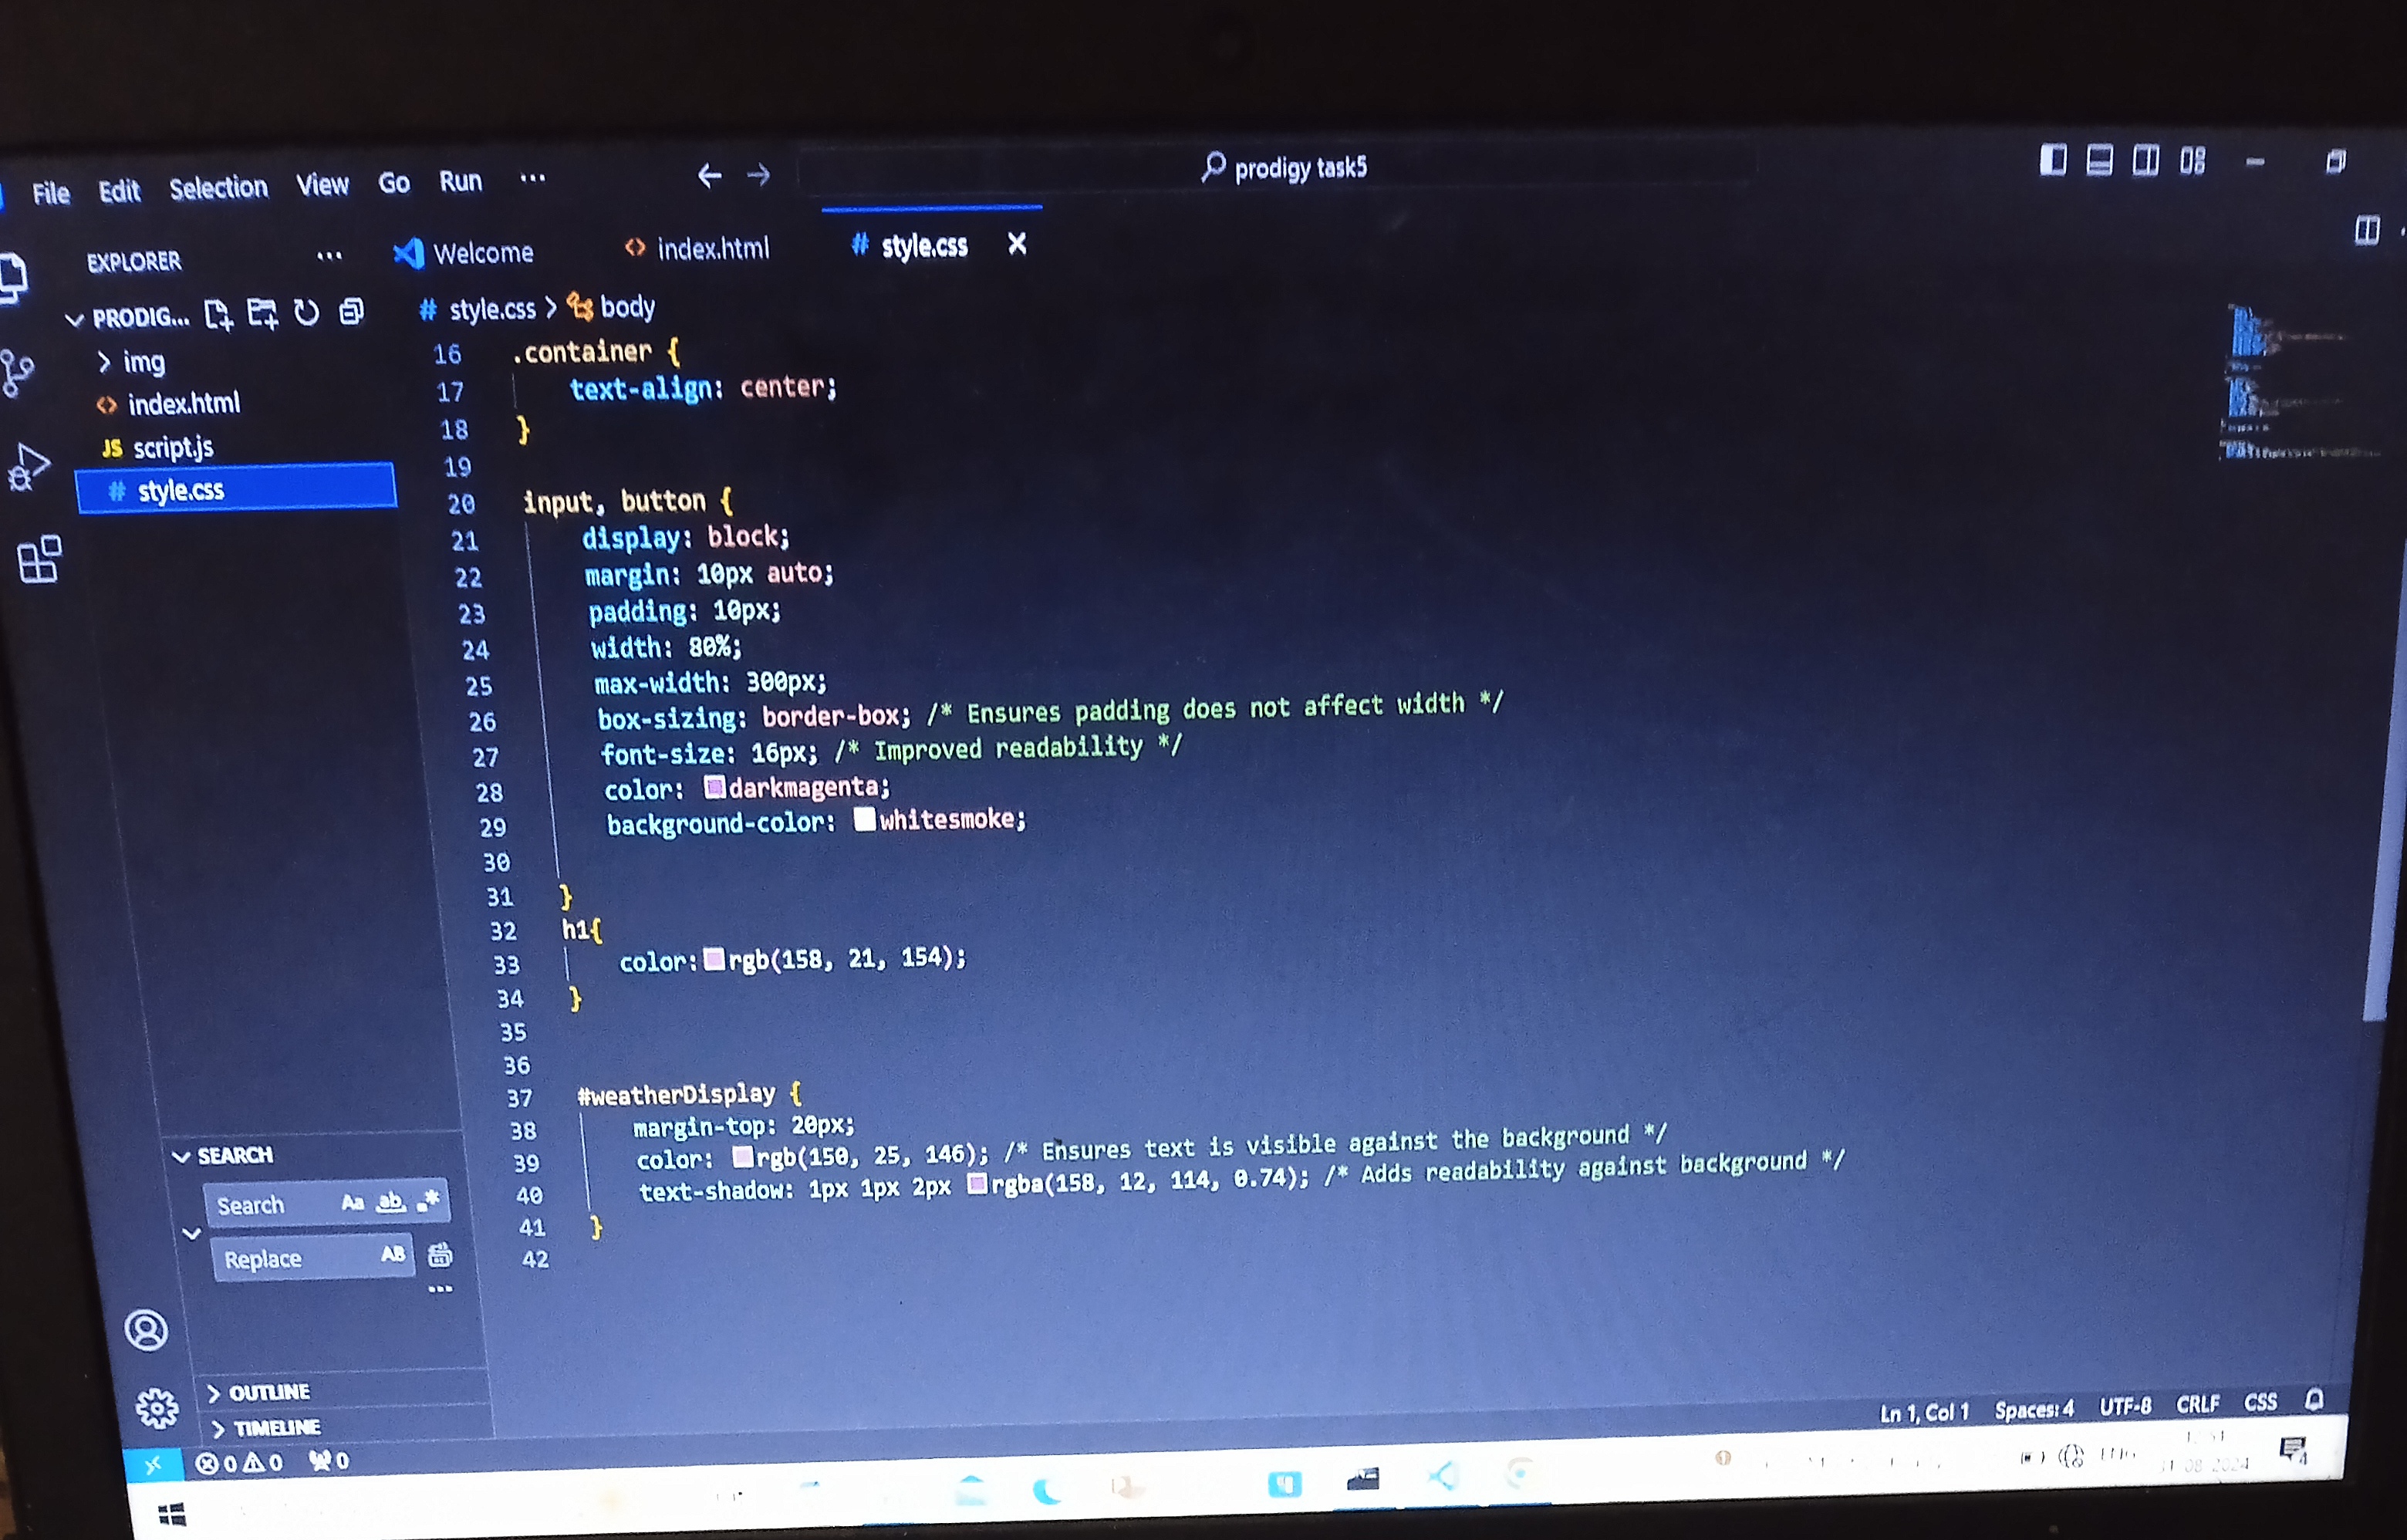 File Edit Selection View Go Run ...
prodigy task5
EXPLORER ...
Welcome
index.html
# style.css
PRODIG...
img
index.html
JS script.js
# style.css
# style.css > body
16 .container {
17 text-align: center;
18 }
19
20 input, button {
21 display: block;
22 margin: 10px auto;
23 padding: 10px;
24 width: 80%;
25 max-width: 300px;
26 box-sizing: border-box; /* Ensures padding does not affect width */
27 font-size: 16px; /* Improved readability */
28 color: darkmagenta;
29 background-color: whitesmoke;
30
31 }
32 h1{
33 color: rgb(158, 21, 154);
34 }
35
36
37 #weatherDisplay {
38 margin-top: 20px;
39 color: rgb(150, 25, 146); /* Ensures text is visible against the background */
40 text-shadow: 1px 1px 2px rgba(158, 12, 114, 0.74); /* Adds readability against background */
41 }
42
SEARCH
Search Aa ab .*
Replace AB
...
OUTLINE
TIMELINE
0 0 0
Ln 1, Col 1 Spaces: 4 UTF-8 CRLF CSS